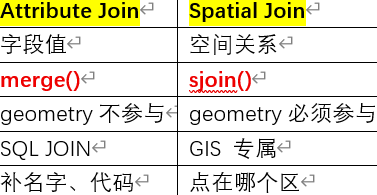 Attribute Join Spatial Join
字段值 空间关系
merge() sjoin()
geometry 不参与 geometry 必须参与
SQL JOIN GIS 专属
补名字、代码 点在哪个区